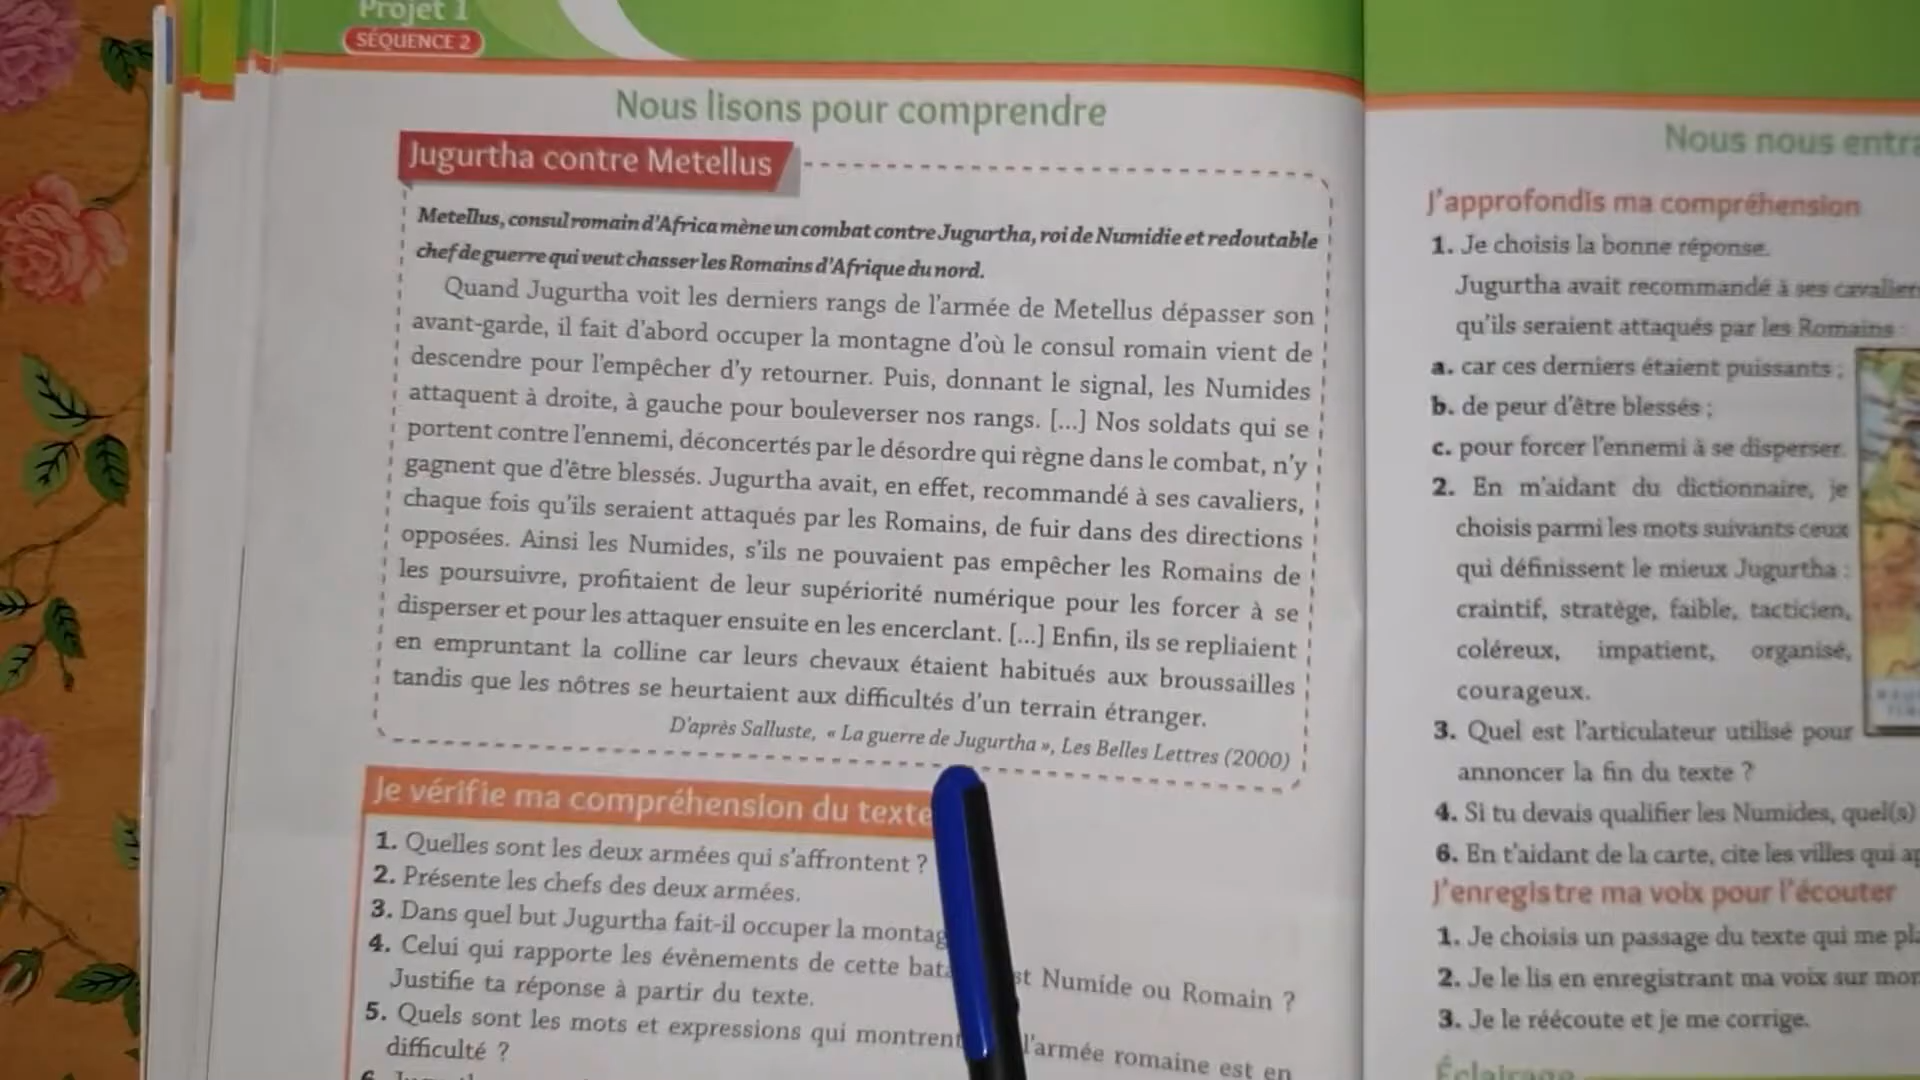 Projet 1
SÉQUENCE 2
Nous lisons pour comprendre
Jugurtha contre Metellus
Metellus, consul romain d'Africa mène un combat contre Jugurtha, roi de Numidie et redoutable
chef de guerre qui veut chasser les Romains d'Afrique du nord.
Quand Jugurtha voit les derniers rangs de l'armée de Metellus dépasser son
avant-garde, il fait d'abord occuper la montagne d'où le consul romain vient de
descendre pour l'empêcher d'y retourner. Puis, donnant le signal, les Numides
attaquent à droite, à gauche pour bouleverser nos rangs. [...] Nos soldats qui se
portent contre l'ennemi, déconcertés par le désordre qui règne dans le combat, n'y
gagnent que d'être blessés. Jugurtha avait, en effet, recommandé à ses cavaliers,
chaque fois qu'ils seraient attaqués par les Romains, de fuir dans des directions
opposées. Ainsi les Numides, s'ils ne pouvaient pas empêcher les Romains de
les poursuivre, profitaient de leur supériorité numérique pour les forcer à se
disperser et pour les attaquer ensuite en les encerclant. [...] Enfin, ils se repliaient
en empruntant la colline car leurs chevaux étaient habitués aux broussailles
tandis que les nôtres se heurtaient aux difficultés d'un terrain étranger.
D'après Salluste, « La guerre de Jugurtha », Les Belles Lettres (2000)
Je vérifie ma compréhension du texte
1. Quelles sont les deux armées qui s'affrontent ?
2. Présente les chefs des deux armées.
3. Dans quel but Jugurtha fait-il occuper la montag
4. Celui qui rapporte les évènements de cette bata st Numide ou Romain ?
Justifie ta réponse à partir du texte.
5. Quels sont les mots et expressions qui montrent l'armée romaine est en
difficulté ?
Nous nous entra
J'approfondis ma compréhension
1. Je choisis la bonne réponse.
Jugurtha avait recommandé à ses cavaliers
qu'ils seraient attaqués par les Romains :
a. car ces derniers étaient puissants ;
b. de peur d'être blessés ;
c. pour forcer l'ennemi à se disperser.
2. En m'aidant du dictionnaire, je
choisis parmi les mots suivants ceux
qui définissent le mieux Jugurtha :
craintif, stratège, faible, tacticien,
coléreux, impatient, organisé,
courageux.
3. Quel est l'articulateur utilisé pour
annoncer la fin du texte ?
4. Si tu devais qualifier les Numides, quel(s)
6. En t'aidant de la carte, cite les villes qui ap
J'enregistre ma voix pour l'écouter
1. Je choisis un passage du texte qui me pla
2. Je le lis en enregistrant ma voix sur mon
3. Je le réécoute et je me corrige.
Éclairage